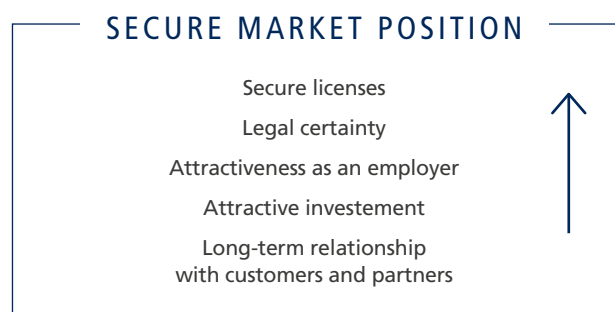 SECURE MARKET POSITION
Secure licenses
Legal certainty
Attractiveness as an employer
Attractive investement
Long-term relationship
with customers and partners